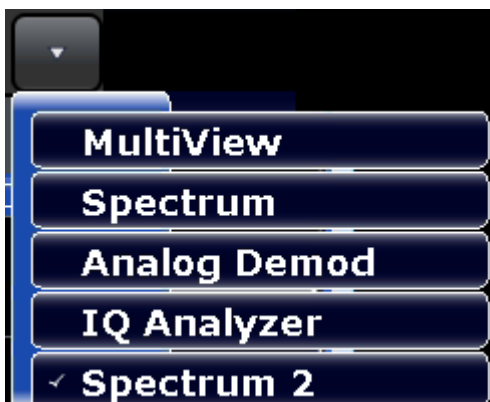 MultiView
Spectrum
Analog Demod
IQ Analyzer
Spectrum 2